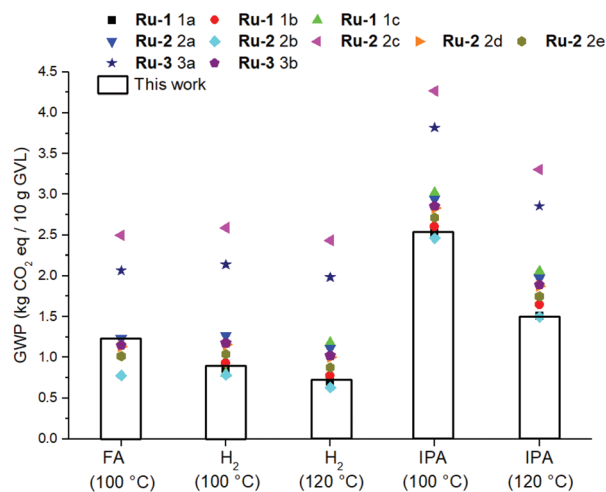 Ru-1 1a Ru-1 1b Ru-1 1c
Ru-2 2a Ru-2 2b Ru-2 2c Ru-2 2d Ru-2 2e
Ru-3 3a Ru-3 3b
This work
GWP (kg CO₂ eq / 10 g GVL)
4.5
4.0
3.5
3.0
2.5
2.0
1.5
1.0
0.5
0.0
FA H₂ H₂ IPA IPA
(100 °C) (100 °C) (120 °C) (100 °C) (120 °C)